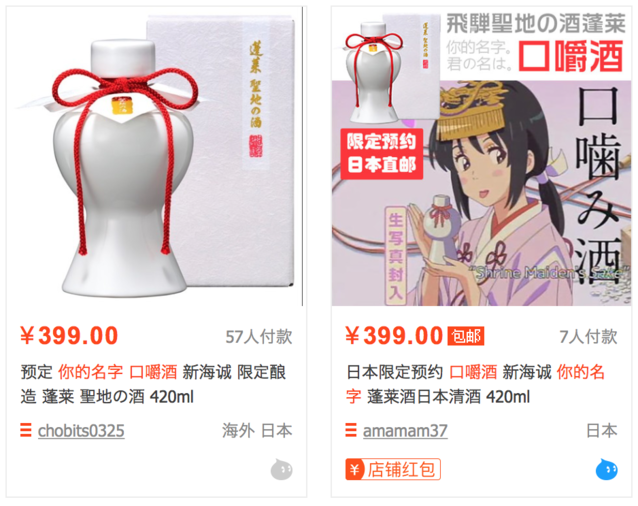 蓬莱 聖地の酒
¥399.00
57人付款
预定 你的名字 口嚼酒 新海诚 限定酿
造 蓬莱 聖地の酒 420ml
chobits0325
海外 日本
飛騨聖地の酒蓬莱
你的名字。
君の名は。
口嚼酒
限定预约
日本直邮
口噛み酒
生写真封入
"Shrine Maiden's Sake"
¥399.00 包邮
7人付款
日本限定预约 口嚼酒 新海诚 你的名
字 蓬莱酒日本清酒 420ml
amamam37
日本
¥ 店铺红包